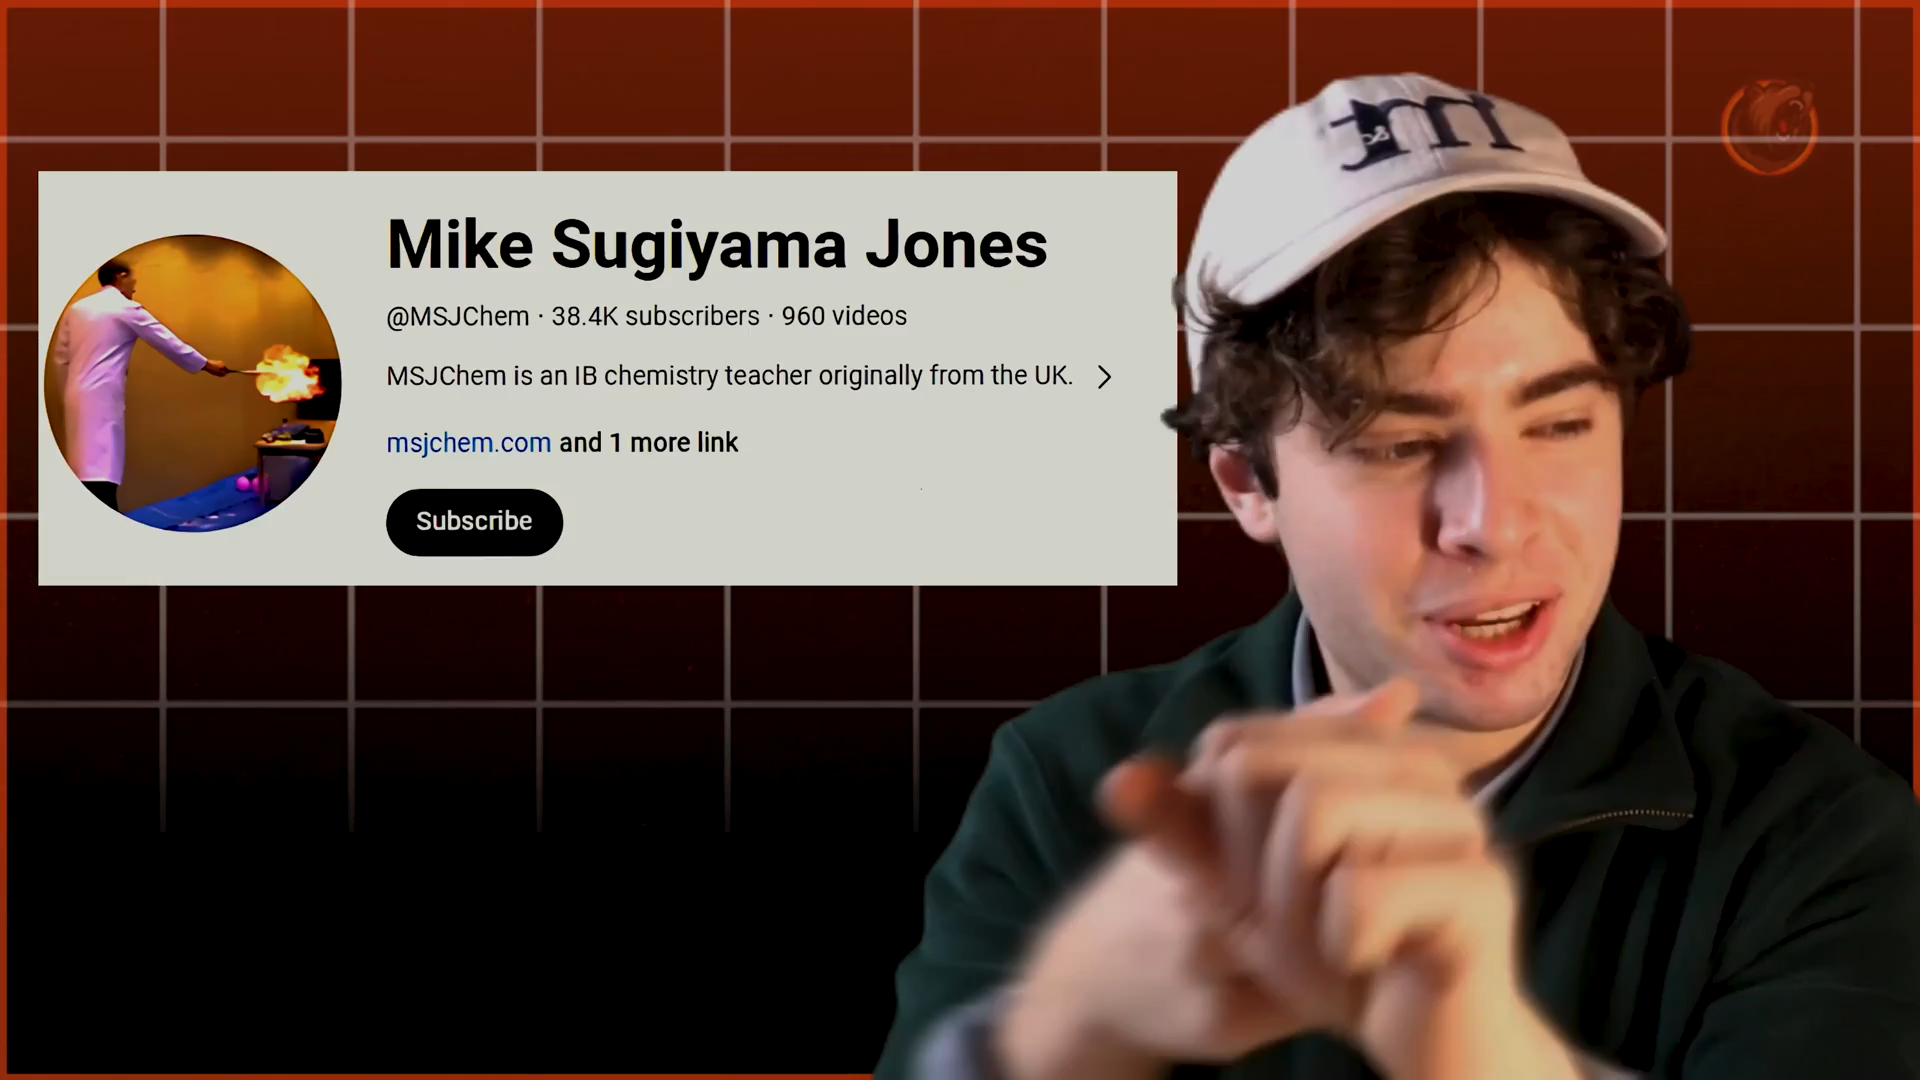 Mike Sugiyama Jones
@MSJChem · 38.4K subscribers · 960 videos
MSJChem is an IB chemistry teacher originally from the UK.
msjchem.com and 1 more link
Subscribe